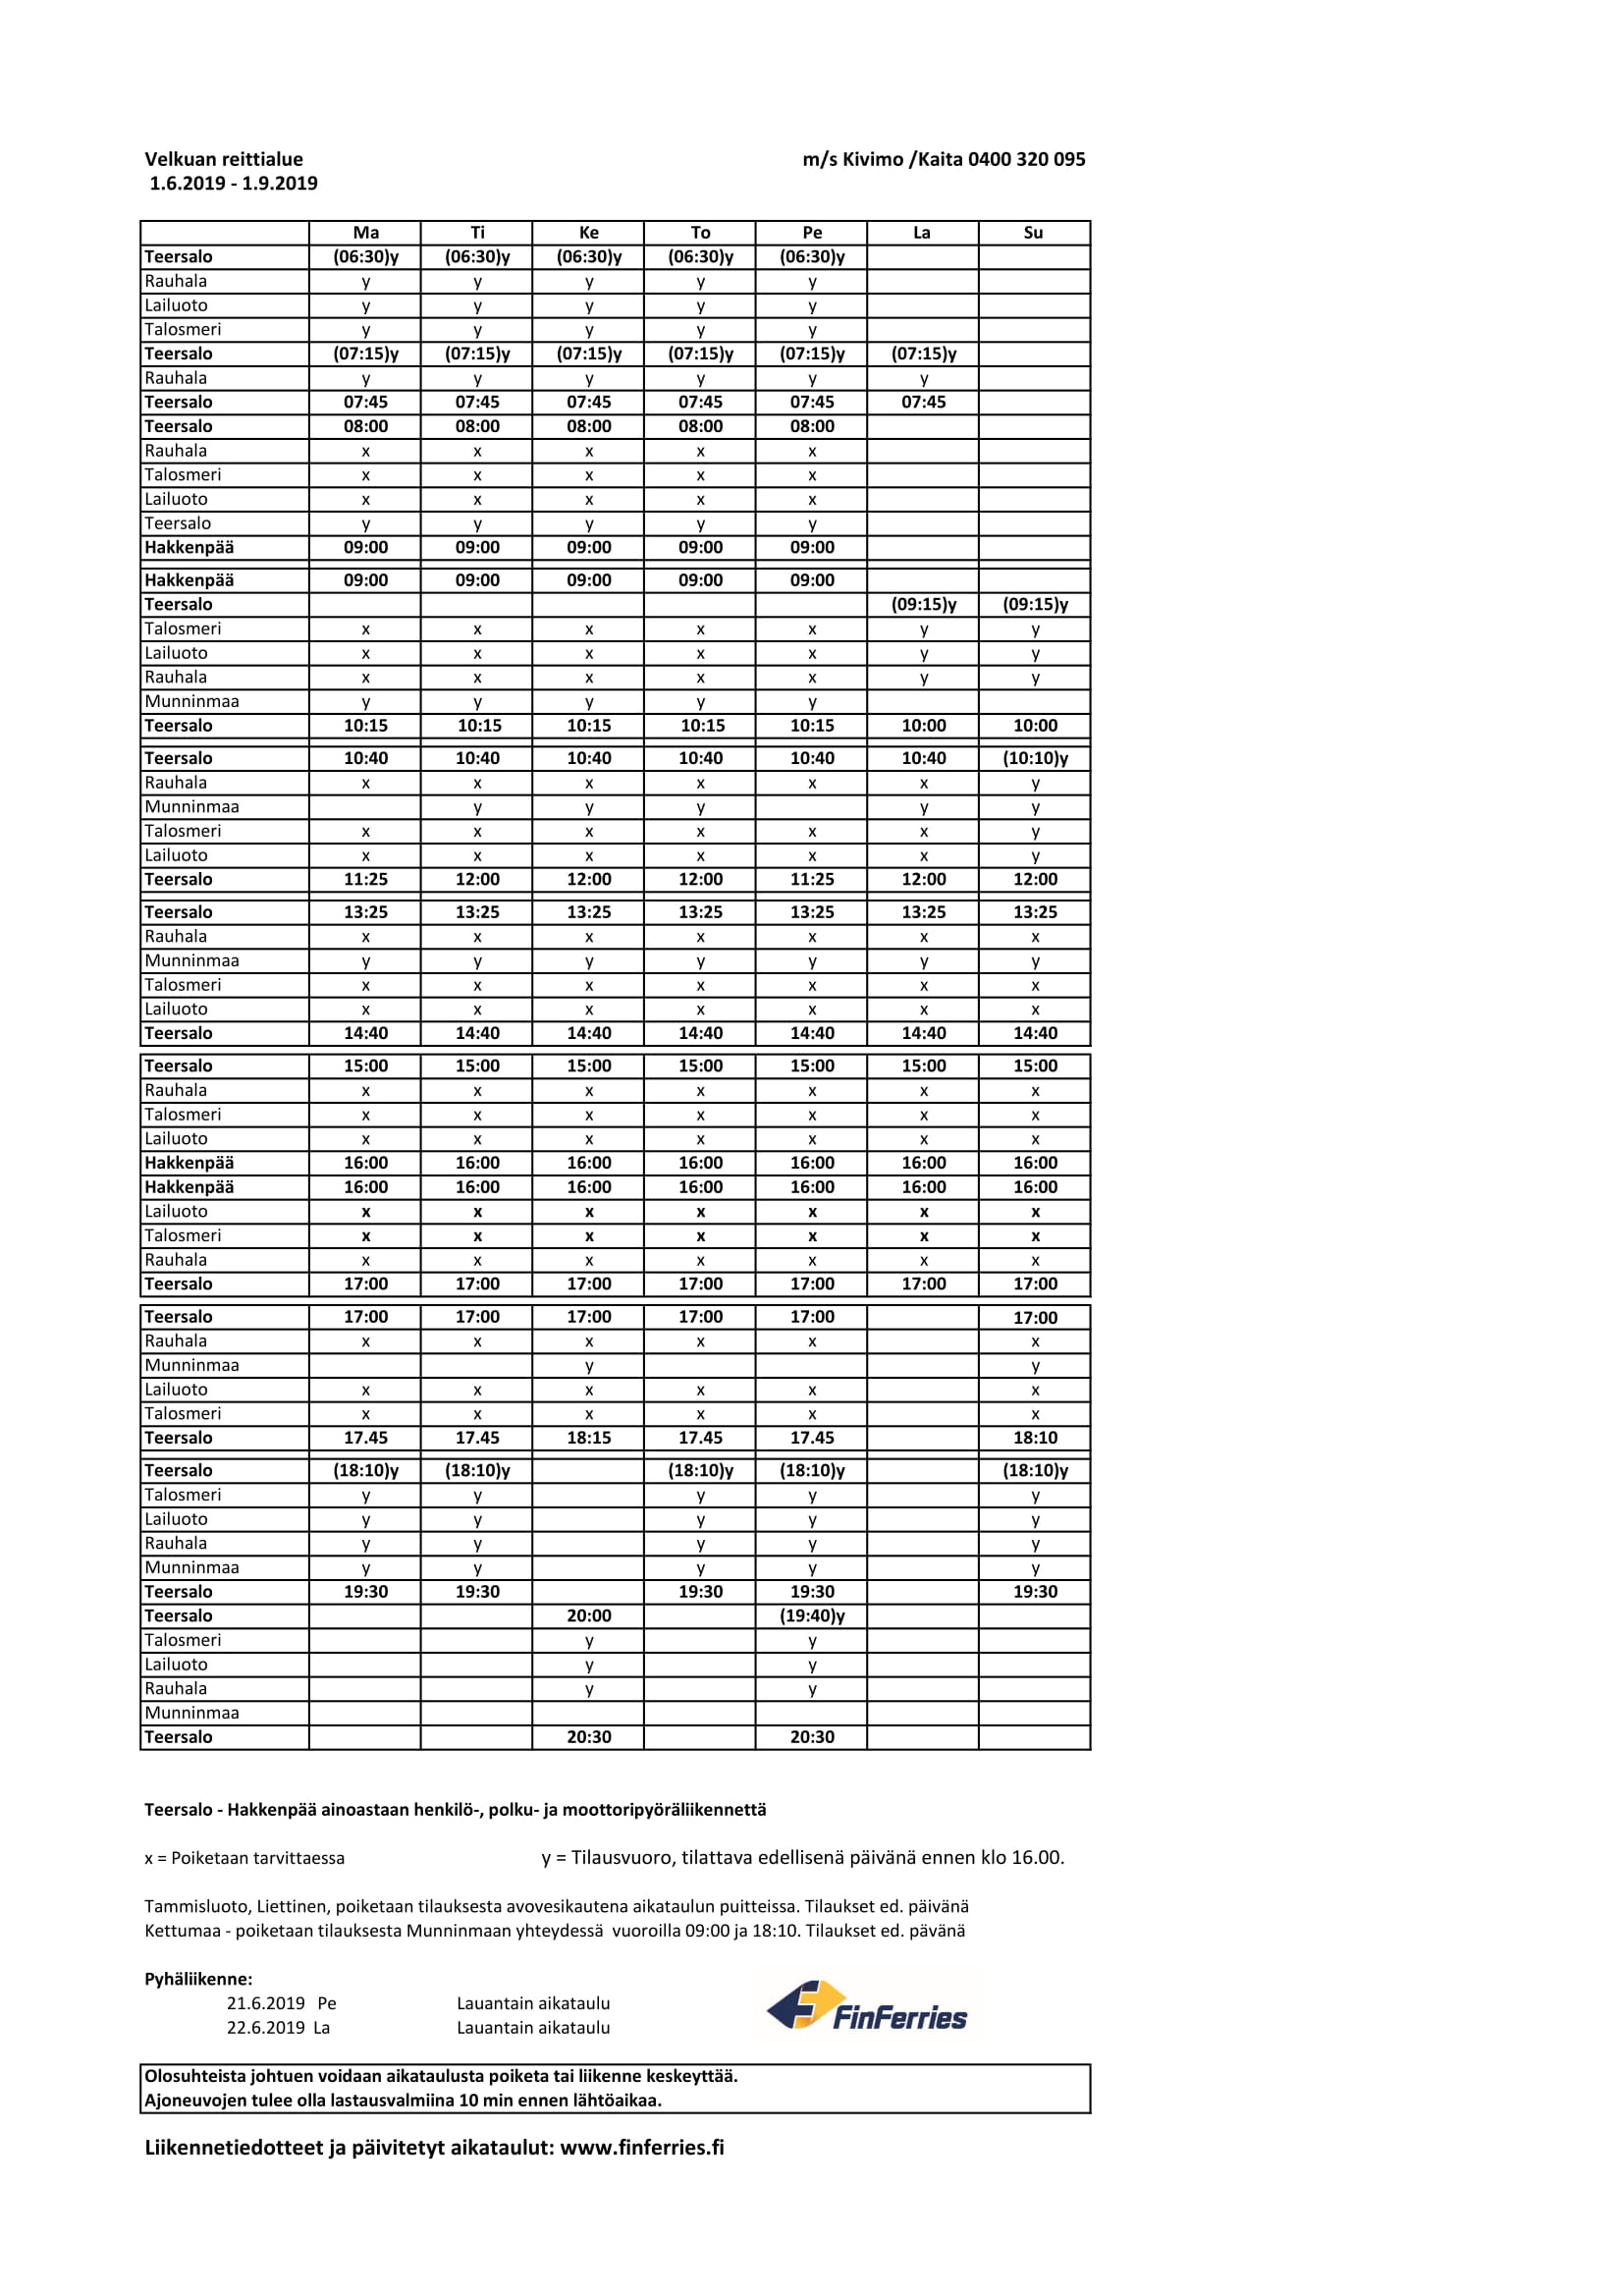 Velkuan reittialue m/s Kivimo /Kaita 0400 320 095
1.6.2019 - 1.9.2019
Ma Ti Ke To Pe La Su
Teersalo (06:30)y (06:30)y (06:30)y (06:30)y (06:30)y
Rauhala y y y y y
Lailuoto y y y y y
Talosmeri y y y y y
Teersalo (07:15)y (07:15)y (07:15)y (07:15)y (07:15)y (07:15)y
Rauhala y y y y y y
Teersalo 07:45 07:45 07:45 07:45 07:45 07:45
Teersalo 08:00 08:00 08:00 08:00 08:00
Rauhala x x x x x
Talosmeri x x x x x
Lailuoto x x x x x
Teersalo y y y y y
Hakkenpää 09:00 09:00 09:00 09:00 09:00
Hakkenpää 09:00 09:00 09:00 09:00 09:00
Teersalo (09:15)y (09:15)y
Talosmeri x x x x x y y
Lailuoto x x x x x y y
Rauhala x x x x x y y
Munninmaa y y y y y
Teersalo 10:15 10:15 10:15 10:15 10:15 10:00 10:00
Teersalo 10:40 10:40 10:40 10:40 10:40 10:40 (10:10)y
Rauhala x x x x x x y
Munninmaa y y y y y
Talosmeri x x x x x x y
Lailuoto x x x x x x y
Teersalo 11:25 12:00 12:00 12:00 11:25 12:00 12:00
Teersalo 13:25 13:25 13:25 13:25 13:25 13:25 13:25
Rauhala x x x x x x x
Munninmaa y y y y y y y
Talosmeri x x x x x x x
Lailuoto x x x x x x x
Teersalo 14:40 14:40 14:40 14:40 14:40 14:40 14:40
Teersalo 15:00 15:00 15:00 15:00 15:00 15:00 15:00
Rauhala x x x x x x x
Talosmeri x x x x x x x
Lailuoto x x x x x x x
Hakkenpää 16:00 16:00 16:00 16:00 16:00 16:00 16:00
Hakkenpää 16:00 16:00 16:00 16:00 16:00 16:00 16:00
Lailuoto x x x x x x x
Talosmeri x x x x x x x
Rauhala x x x x x x x
Teersalo 17:00 17:00 17:00 17:00 17:00 17:00 17:00
Teersalo 17:00 17:00 17:00 17:00 17:00 17:00
Rauhala x x x x x x
Munninmaa y y
Lailuoto x x x x x x
Talosmeri x x x x x x
Teersalo 17.45 17.45 18:15 17.45 17.45 18:10
Teersalo (18:10)y (18:10)y (18:10)y (18:10)y (18:10)y
Talosmeri y y y y y
Lailuoto y y y y y
Rauhala y y y y y
Munninmaa y y y y y
Teersalo 19:30 19:30 19:30 19:30 19:30
Teersalo 20:00 (19:40)y
Talosmeri y y
Lailuoto y y
Rauhala y y
Munninmaa
Teersalo 20:30 20:30
Teersalo - Hakkenpää ainoastaan henkilö-, polku- ja moottoripyöräliikennettä
x = Poiketaan tarvittaessa y = Tilausvuoro, tilattava edellisenä päivänä ennen klo 16.00.
Tammisluoto, Liettinen, poiketaan tilauksesta avovesikautena aikataulun puitteissa. Tilaukset ed. päivänä
Kettumaa - poiketaan tilauksesta Munninmaan yhteydessä vuoroilla 09:00 ja 18:10. Tilaukset ed. pävänä
Pyhäliikenne:
21.6.2019 Pe Lauantain aikataulu
22.6.2019 La Lauantain aikataulu
FinFerries
Olosuhteista johtuen voidaan aikataulusta poiketa tai liikenne keskeyttää.
Ajoneuvojen tulee olla lastausvalmiina 10 min ennen lähtöaikaa.
Liikennetiedotteet ja päivitetyt aikataulut: www.finferries.fi